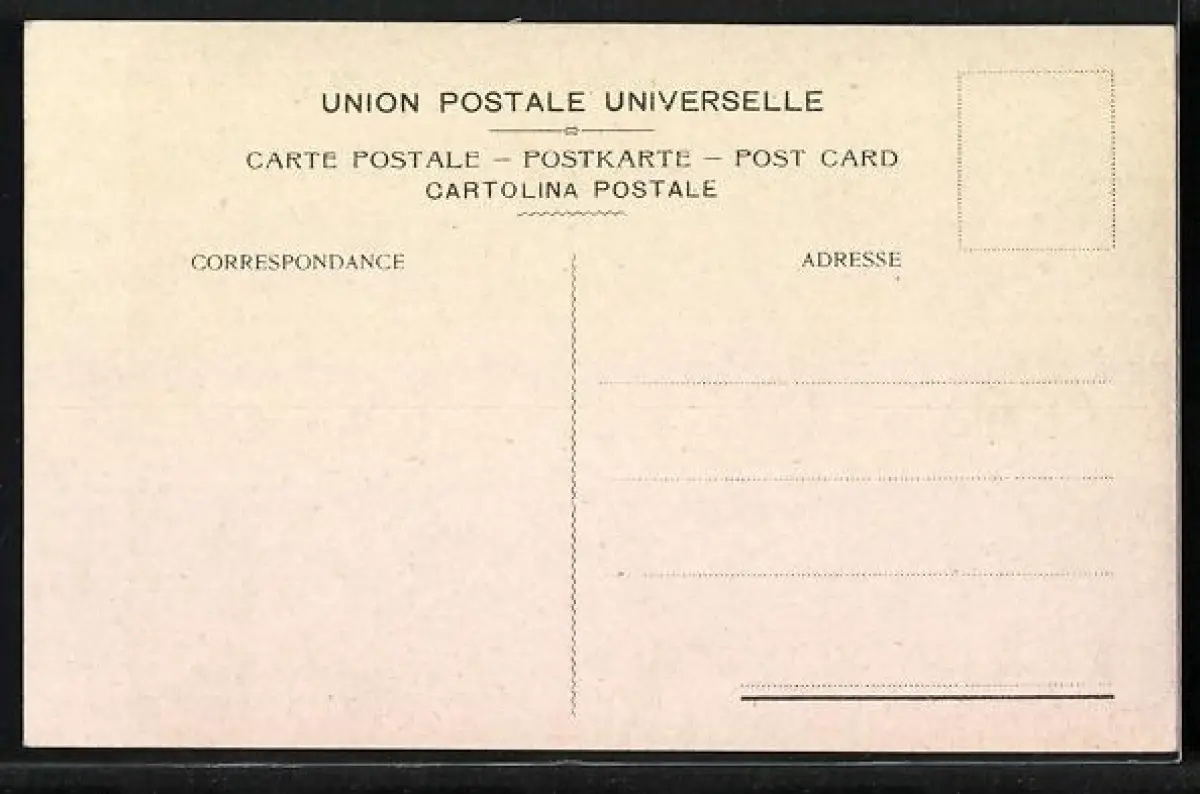 UNION POSTALE UNIVERSELLE
CARTE POSTALE – POSTKARTE – POST CARD
CARTOLINA POSTALE
CORRESPONDANCE
ADRESSE